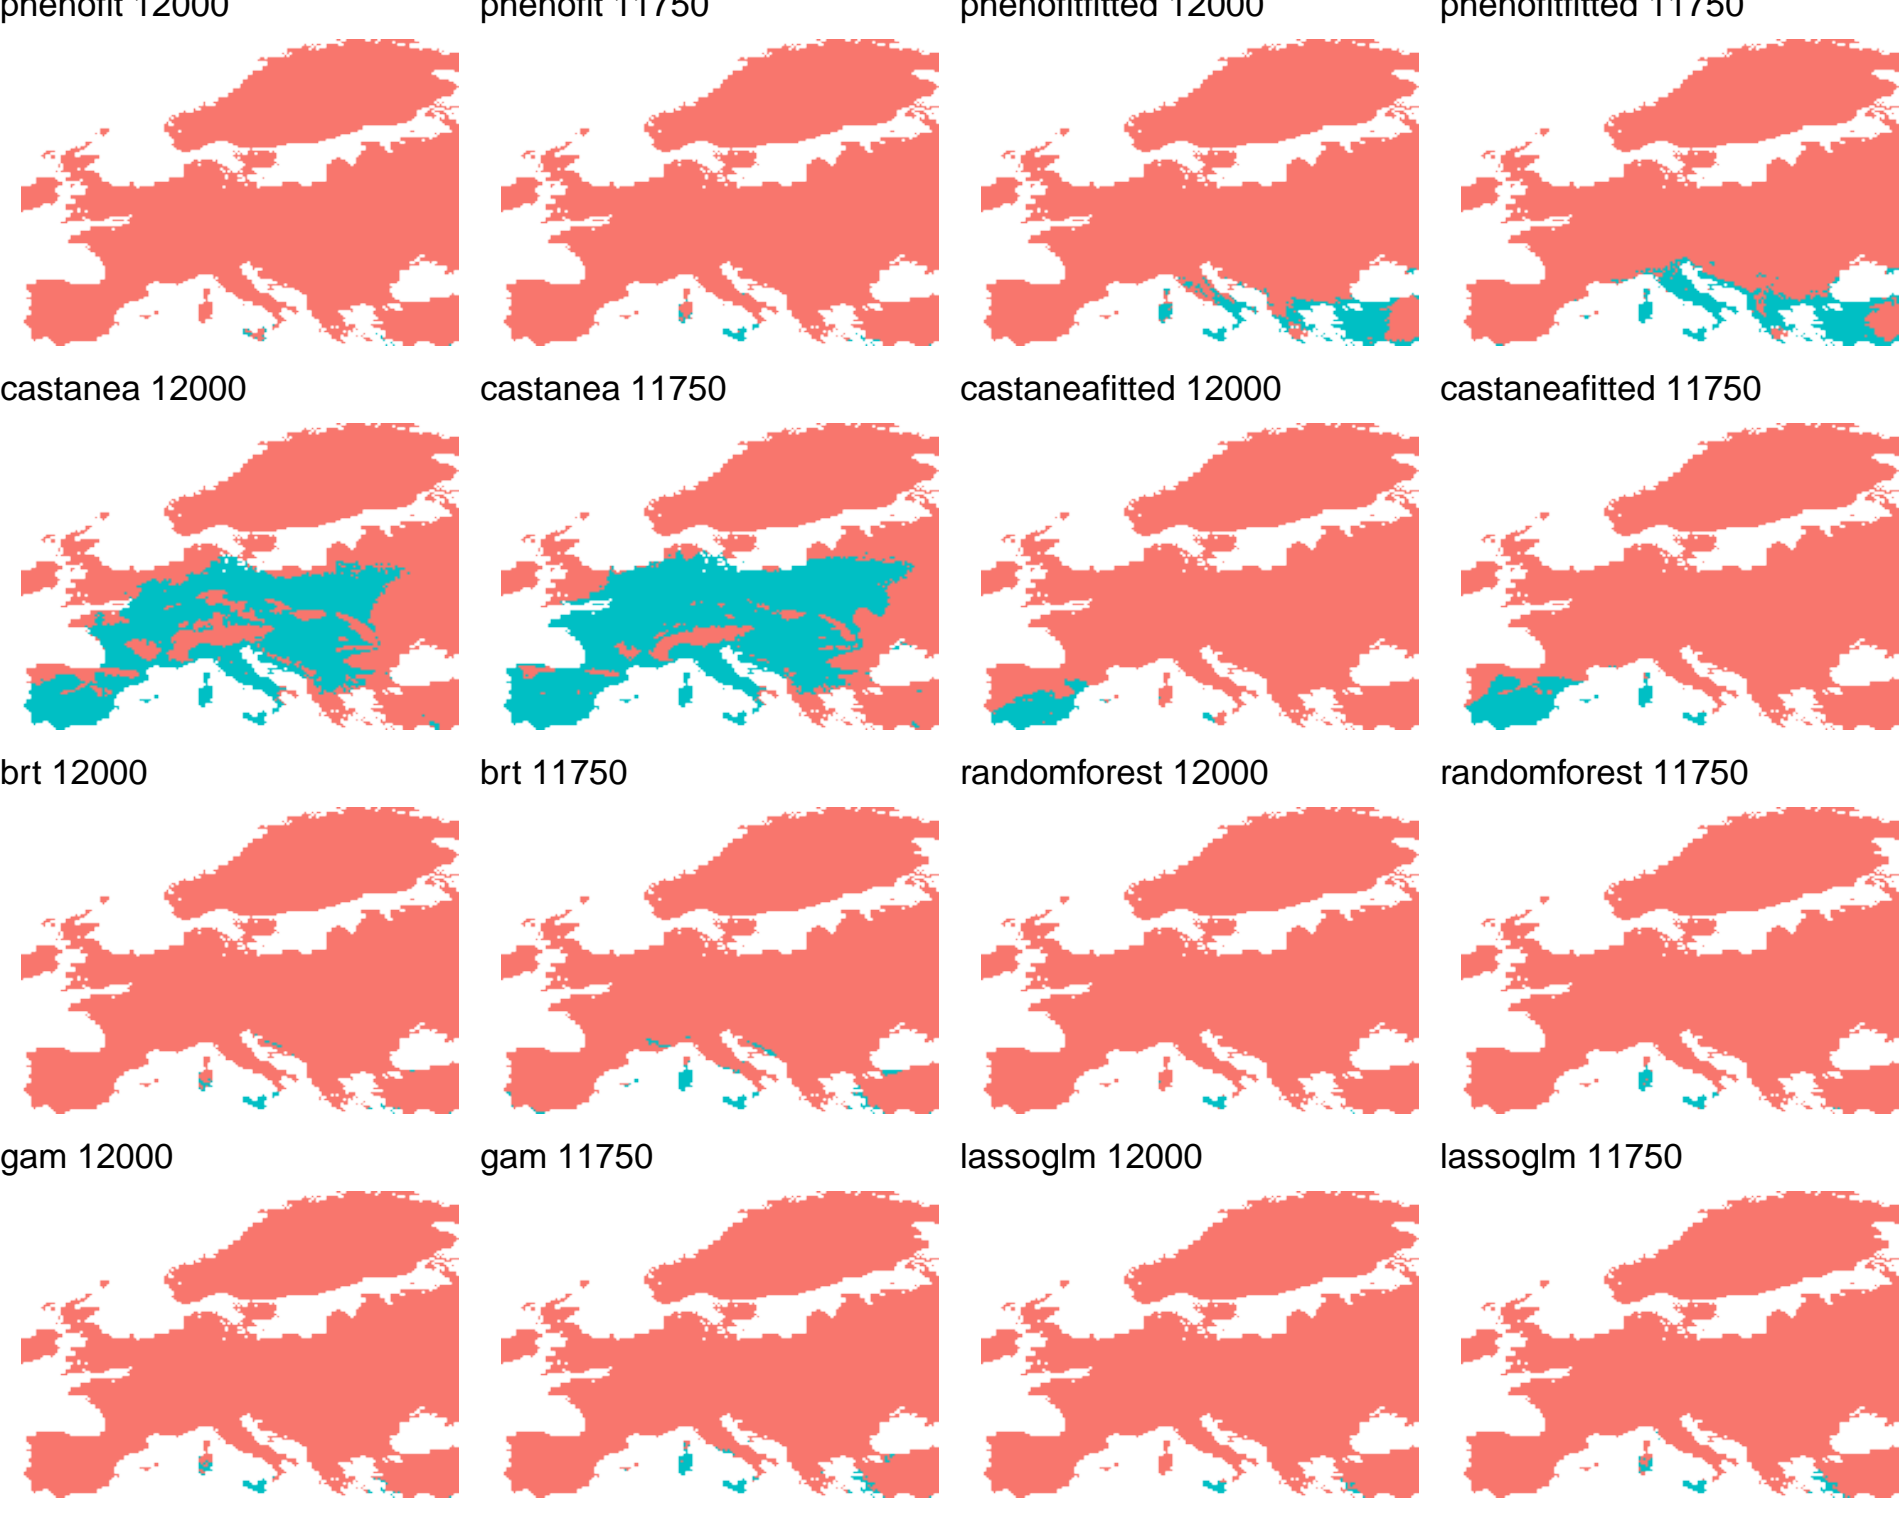 phenofit 12000
phenofit 11750
phenofitfitted 12000
phenofitfitted 11750
castanea 12000
castanea 11750
castaneafitted 12000
castaneafitted 11750
brt 12000
brt 11750
randomforest 12000
randomforest 11750
gam 12000
gam 11750
lassoglm 12000
lassoglm 11750